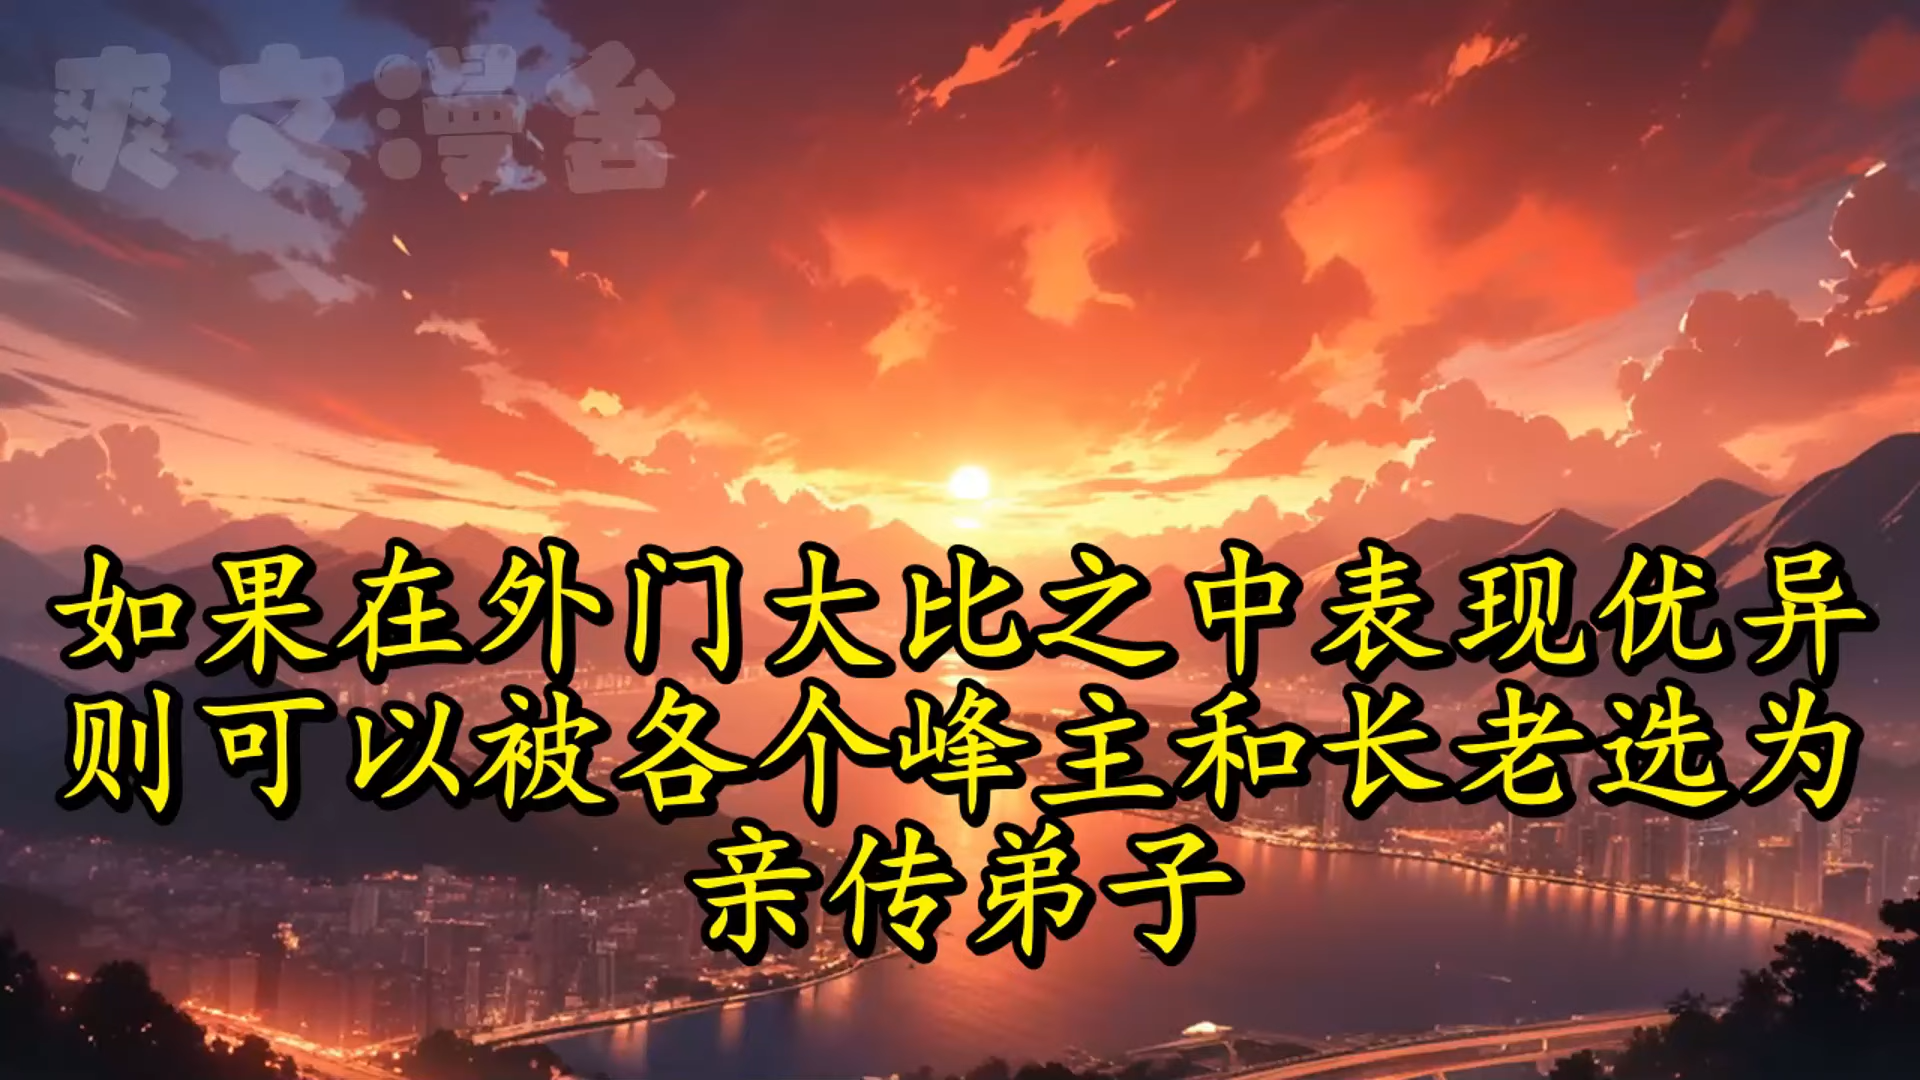 爽文漫舍
如果在外门大比之中表现优异
则可以被各个峰主和长老选为
亲传弟子